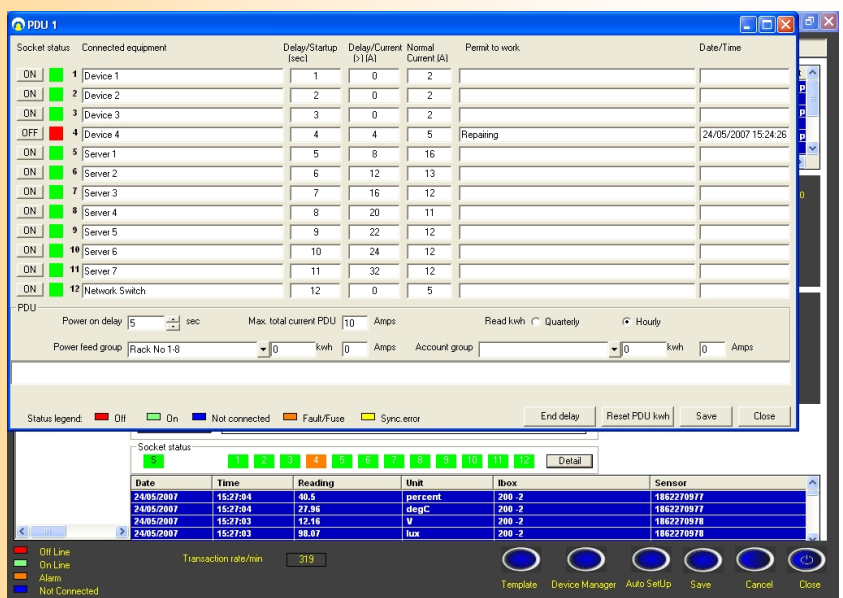 PDU 1
Socket status Connected equipment Delay/Startup (sec) Delay/Current (>) (A) Normal Current (A) Permit to work Date/Time
ON 1 Device 1 1 0 2
ON 2 Device 2 2 0 2
ON 3 Device 3 3 0 2
OFF 4 Device 4 4 4 5 Repairing 24/05/2007 15:24:26
ON 5 Server 1 5 8 16
ON 6 Server 2 6 12 13
ON 7 Server 3 7 16 12
ON 8 Server 4 8 20 11
ON 9 Server 5 9 22 12
ON 10 Server 6 10 24 12
ON 11 Server 7 11 32 12
ON 12 Network Switch 12 0 5
PDU
Power on delay 5 sec Max. total current PDU 10 Amps Read kwh Quarterly Hourly
Power feed group Rack No 1-8 0 kwh 0 Amps Account group 0 kwh 0 Amps
Status legend: Off On Not connected Fault/Fuse Sync.error End delay Reset PDU kwh Save Close
Socket status
S 1 2 3 4 5 6 7 8 9 10 11 12 Detail
Date Time Reading Unit Ibox Sensor
24/05/2007 15:27:04 40.5 percent 200 -2 1862270977
24/05/2007 15:27:04 27.96 degC 200 -2 1862270977
24/05/2007 15:27:03 12.16 V 200 -2 1862270978
24/05/2007 15:27:03 98.07 lux 200 -2 1862270978
Off Line
On Line
Alarm
Not Connected
Transaction rate/min 319
Template Device Manager Auto SetUp Save Cancel Close